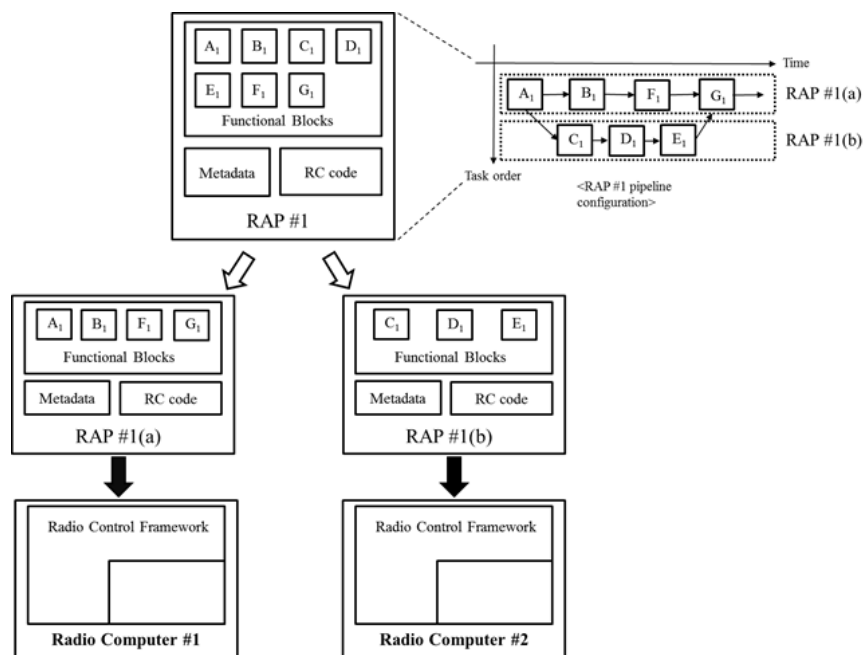 A1 B1 C1 D1
E1 F1 G1
Functional Blocks
Metadata RC code
RAP #1
Time
A1 B1 F1 G1 RAP #1(a)
C1 D1 E1 RAP #1(b)
Task order
<RAP #1 pipeline
configuration>
A1 B1 F1 G1
Functional Blocks
Metadata RC code
RAP #1(a)
C1 D1 E1
Functional Blocks
Metadata RC code
RAP #1(b)
Radio Control Framework
Radio Computer #1
Radio Control Framework
Radio Computer #2